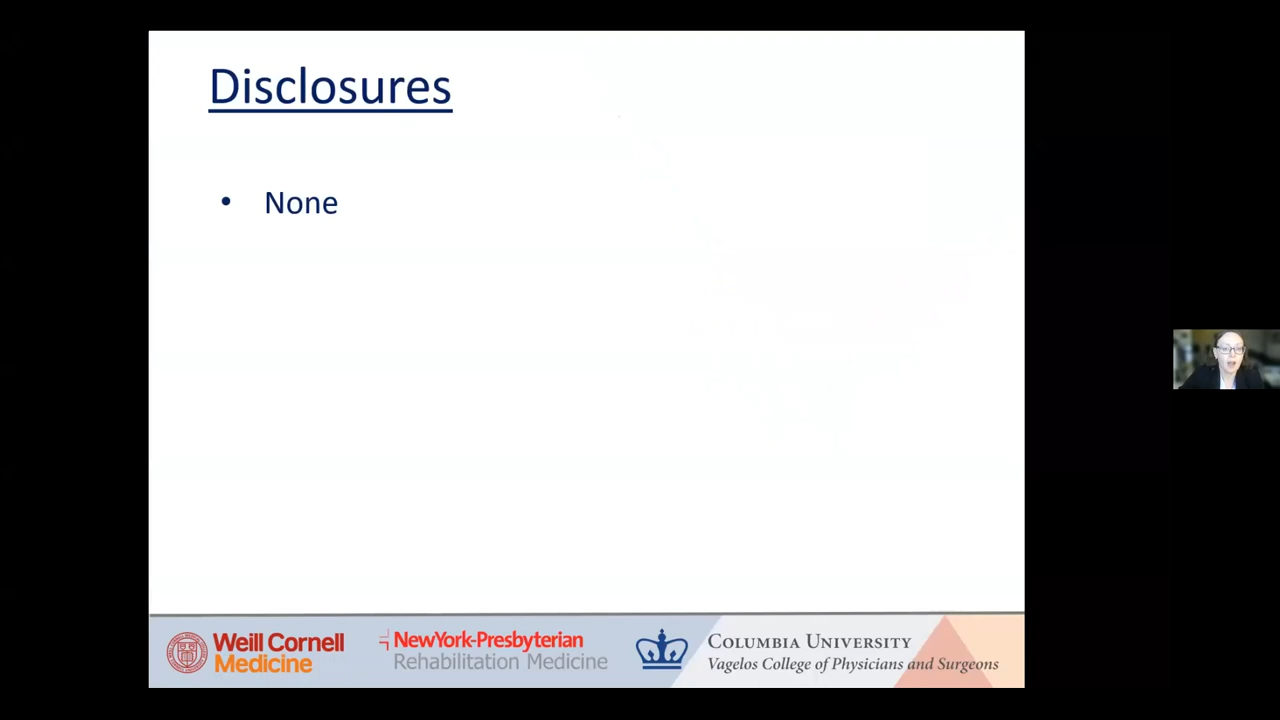 Disclosures
• None
Weill Cornell
Medicine
NewYork-Presbyterian
Rehabilitation Medicine
COLUMBIA UNIVERSITY
Vagelos College of Physicians and Surgeons